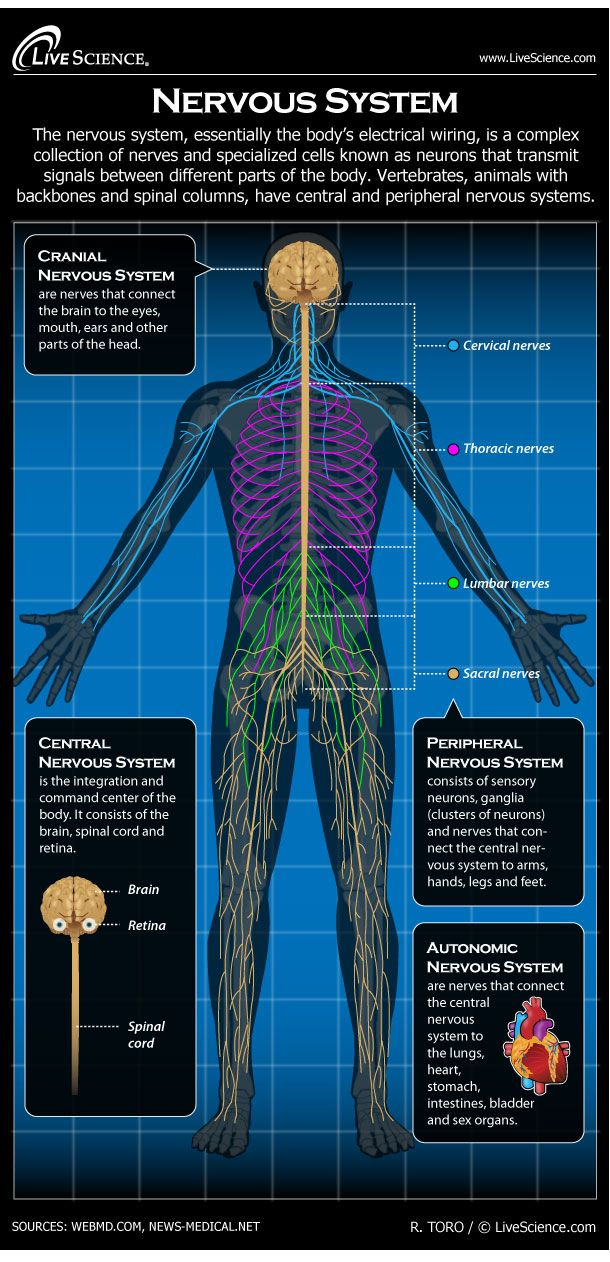 LiveScience.
www.LiveScience.com
Nervous System
The nervous system, essentially the body's electrical wiring, is a complex
collection of nerves and specialized cells known as neurons that transmit
signals between different parts of the body. Vertebrates, animals with
backbones and spinal columns, have central and peripheral nervous systems.
Cranial
Nervous System
are nerves that connect
the brain to the eyes,
mouth, ears and other
parts of the head.
Cervical nerves
Thoracic nerves
Lumbar nerves
Sacral nerves
Central
Nervous System
is the integration and
command center of the
body. It consists of the
brain, spinal cord and
retina.
Brain
Retina
Spinal
cord
Peripheral
Nervous System
consists of sensory
neurons, ganglia
(clusters of neurons)
and nerves that con-
nect the central ner-
vous system to arms,
hands, legs and feet.
Autonomic
Nervous System
are nerves that connect
the central
nervous
system to
the lungs,
heart,
stomach,
intestines, bladder
and sex organs.
SOURCES: WEBMD.COM, NEWS-MEDICAL.NET
R. TORO / © LiveScience.com